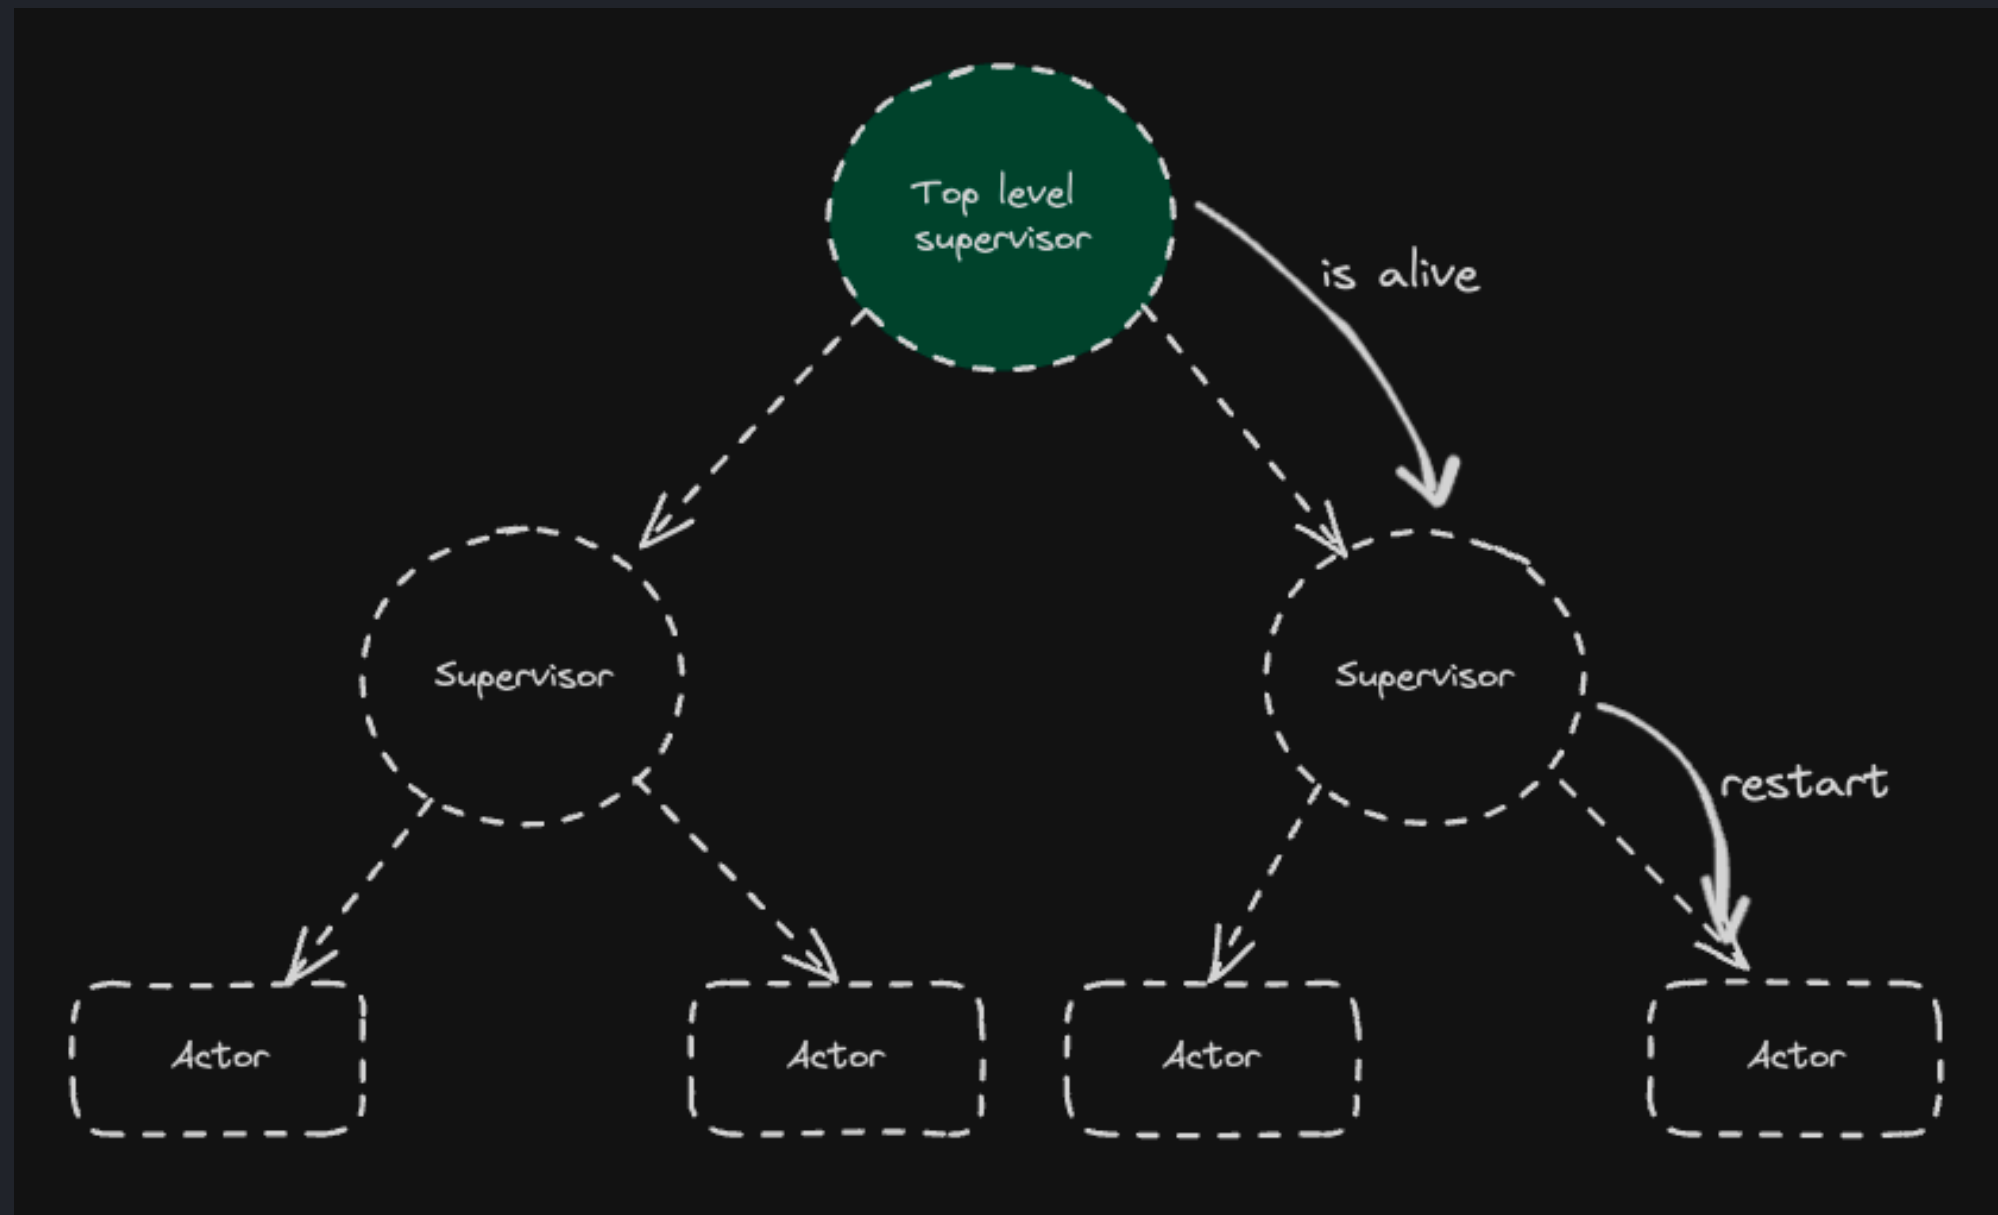 Top level
supervisor
is alive
Supervisor
Supervisor
restart
Actor
Actor
Actor
Actor